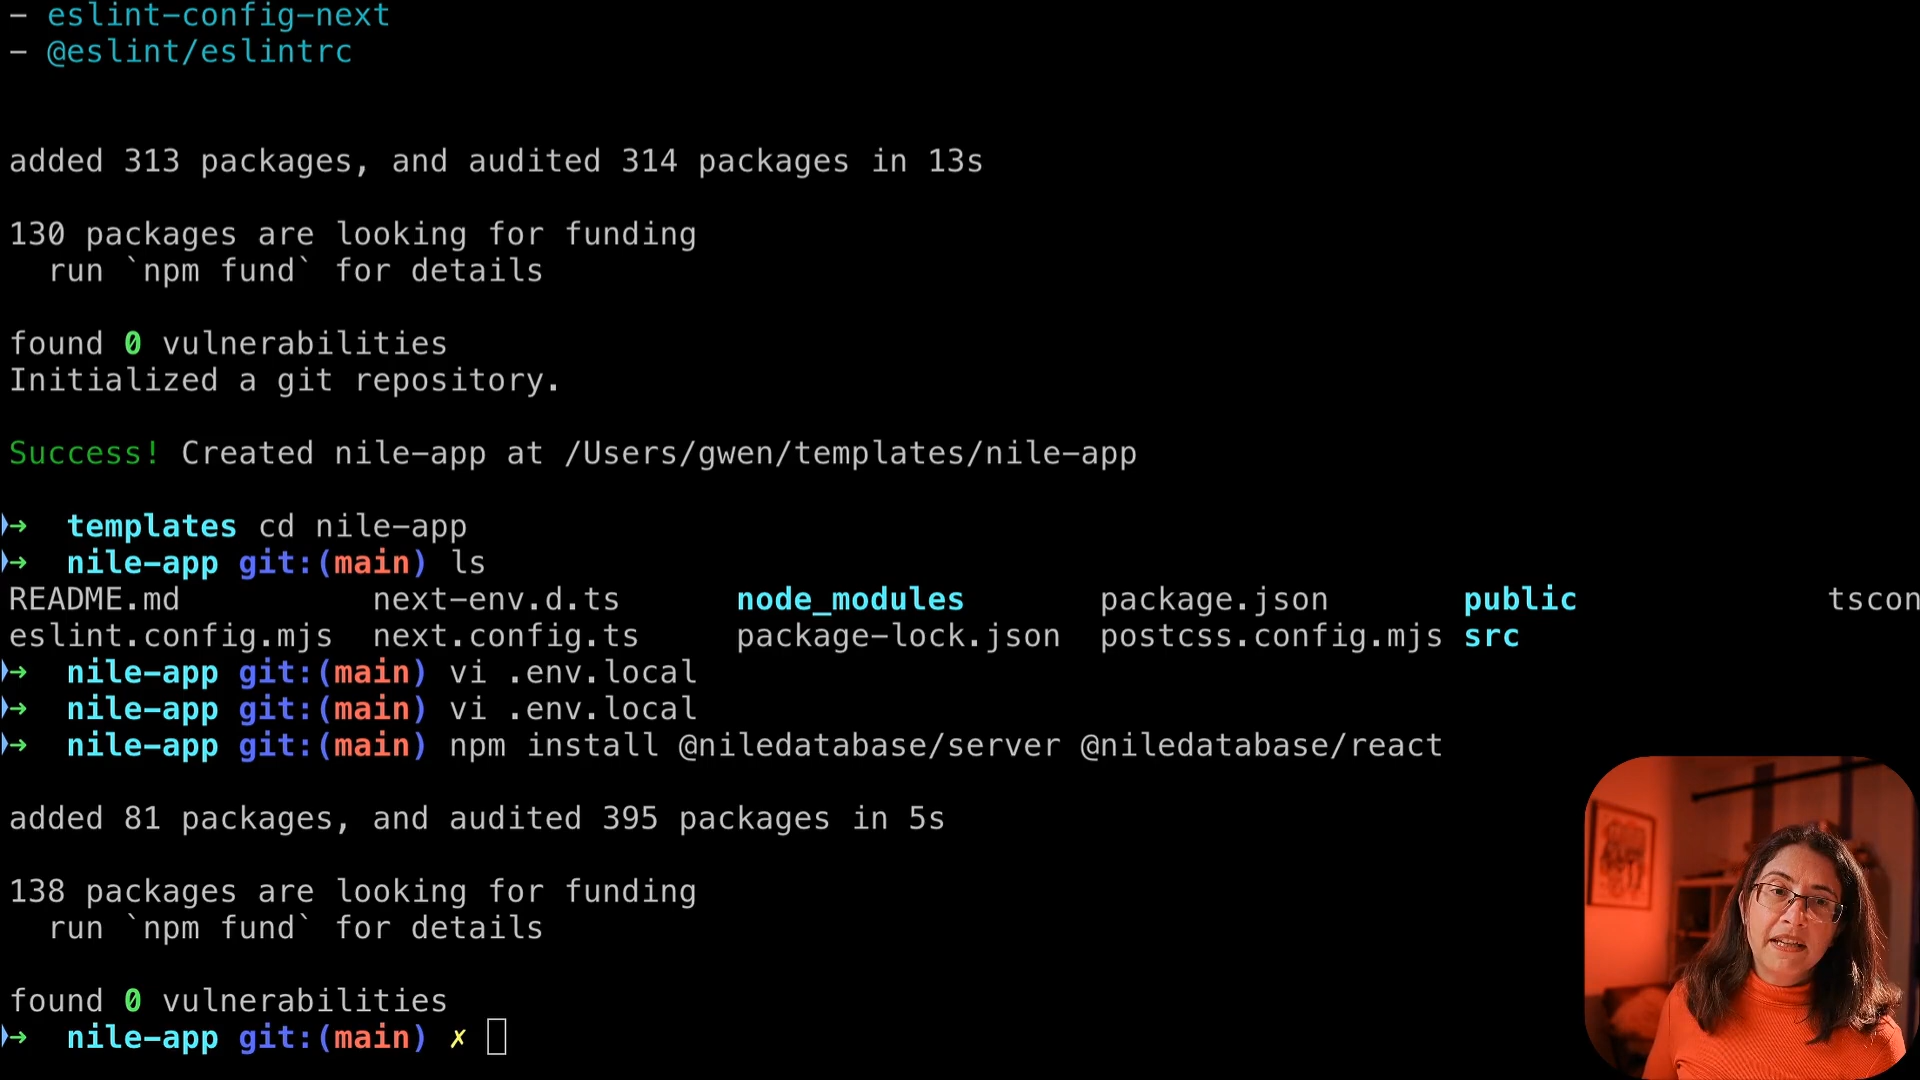 – eslint-config-next
– @eslint/eslintrc
added 313 packages, and audited 314 packages in 13s
130 packages are looking for funding
run `npm fund` for details
found 0 vulnerabilities
Initialized a git repository.
Success! Created nile-app at /Users/gwen/templates/nile-app
→ templates cd nile-app
→ nile-app git:(main) ls
README.md next-env.d.ts node_modules package.json public tscon
eslint.config.mjs next.config.ts package-lock.json postcss.config.mjs src
→ nile-app git:(main) vi .env.local
→ nile-app git:(main) vi .env.local
→ nile-app git:(main) npm install @niledatabase/server @niledatabase/react
added 81 packages, and audited 395 packages in 5s
138 packages are looking for funding
run `npm fund` for details
found 0 vulnerabilities
→ nile-app git:(main) ✗